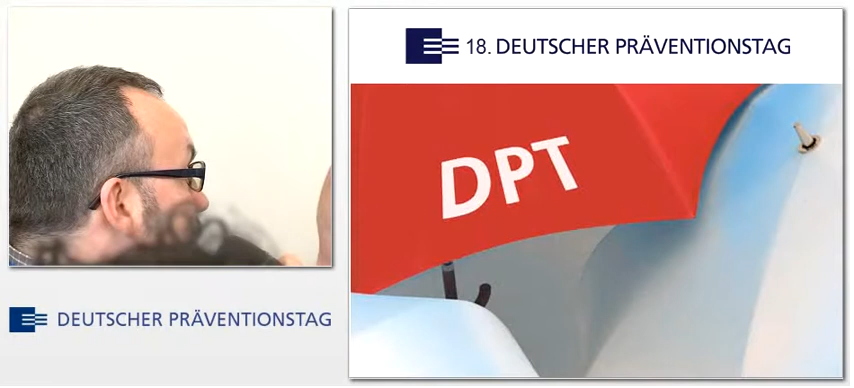 18. DEUTSCHER PRÄVENTIONSTAG
DPT
DEUTSCHER PRÄVENTIONSTAG